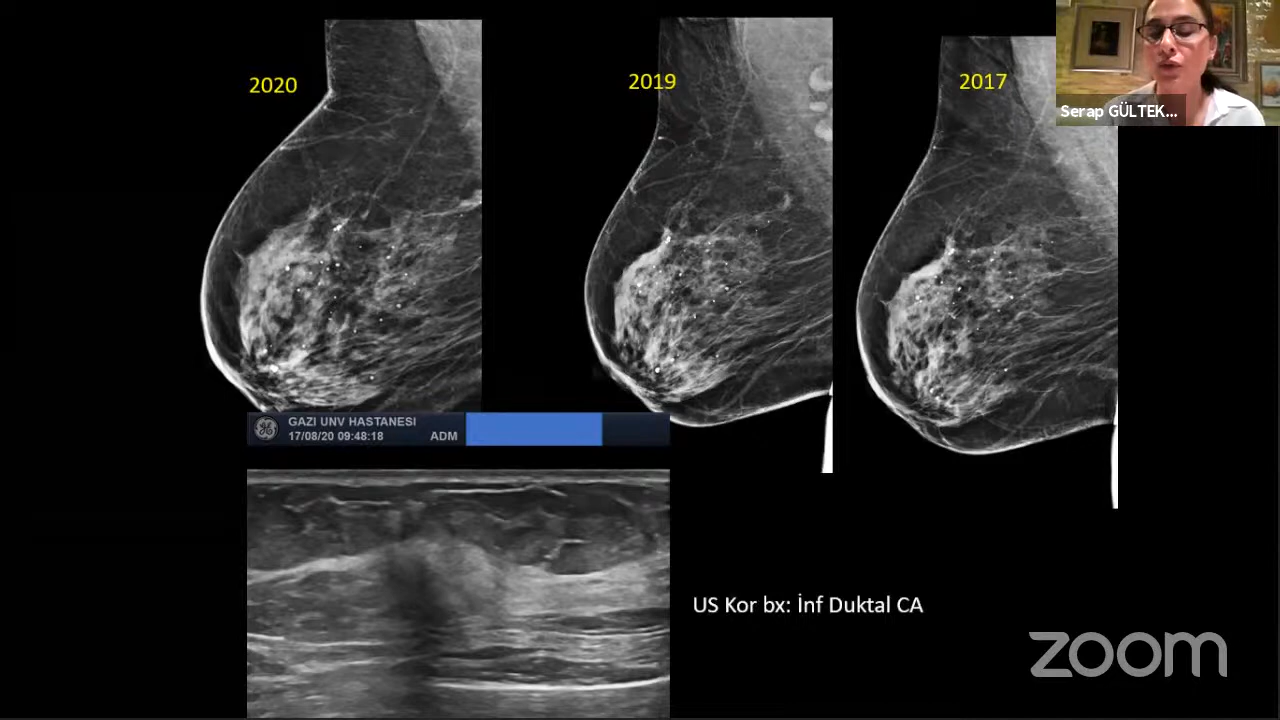 2020
2019
2017
Serap GÜLTEK...
GAZI UNV HASTANESI
17/08/20 09:48:18 ADM
US Kor bx: İnf Duktal CA
zoom